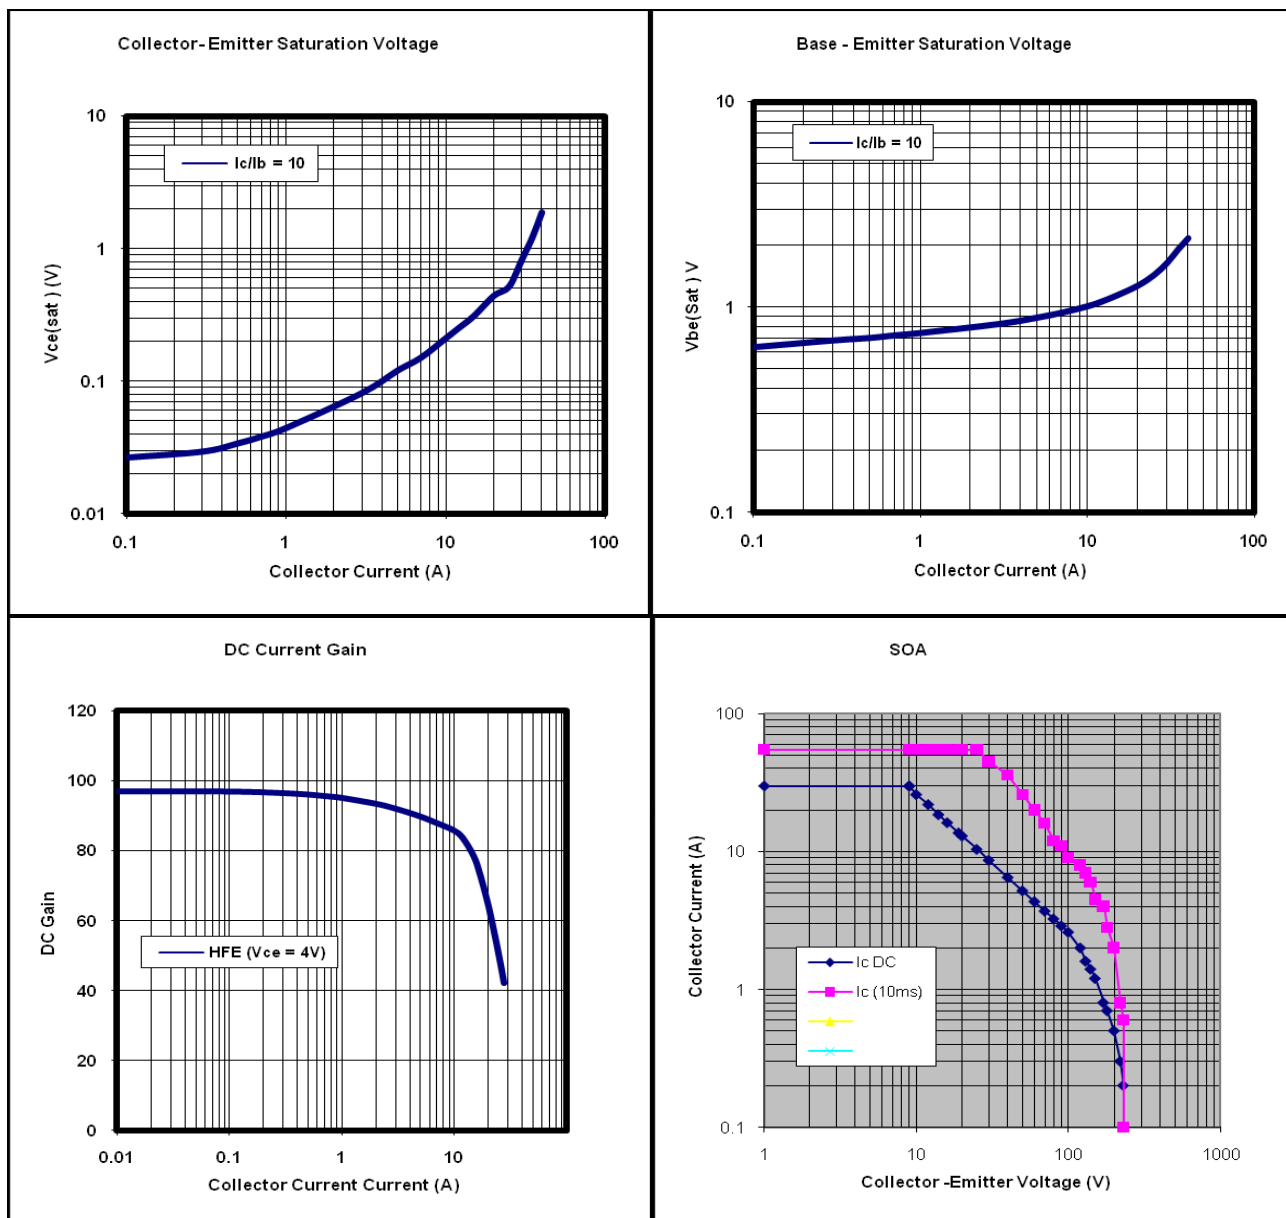 Collector- Emitter Saturation Voltage
10
Ic/Ib = 10
1
0.1
0.01
Vce(sat ) (V)
0.1 1 10 100
Collector Current (A)
Base - Emitter Saturation Voltage
10
Ic/Ib = 10
1
0.1
Vbe(Sat ) V
0.1 1 10 100
Collector Current (A)
DC Current Gain
120
100
80
60
40
20
0
DC Gain
HFE (Vce = 4V)
0.01 0.1 1 10
Collector Current Current (A)
SOA
100
10
1
0.1
Collector Current (A)
Ic DC
Ic (10ms)
1 10 100 1000
Collector -Emitter Voltage (V)